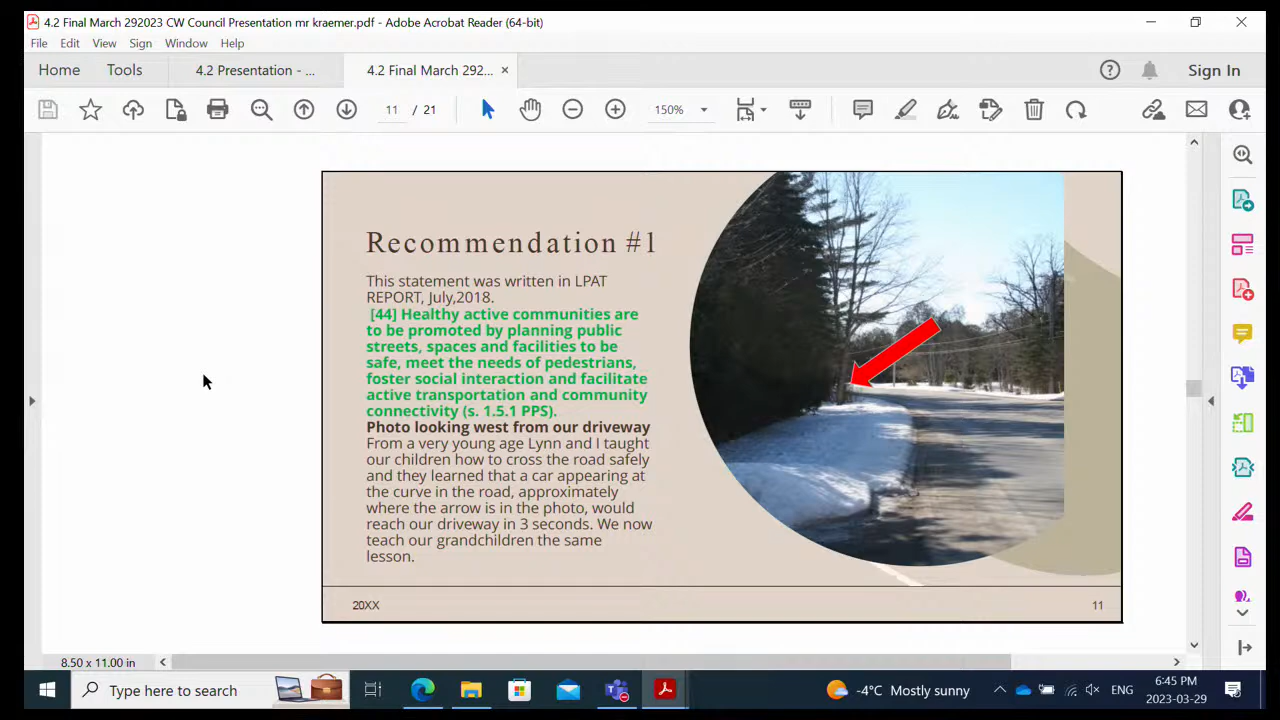 4.2 Final March 292023 CW Council Presentation mr kraemer.pdf - Adobe Acrobat Reader (64-bit)
File Edit View Sign Window Help
Home Tools 4.2 Presentation - ... 4.2 Final March 292... × Sign In
11 / 21 150%
Recommendation #1
This statement was written in LPAT
REPORT, July,2018.
[44] Healthy active communities are
to be promoted by planning public
streets, spaces and facilities to be
safe, meet the needs of pedestrians,
foster social interaction and facilitate
active transportation and community
connectivity (s. 1.5.1 PPS).
Photo looking west from our driveway
From a very young age Lynn and I taught
our children how to cross the road safely
and they learned that a car appearing at
the curve in the road, approximately
where the arrow is in the photo, would
reach our driveway in 3 seconds. We now
teach our grandchildren the same
lesson.
20XX 11
8.50 x 11.00 in
Type here to search -4°C Mostly sunny ENG 6:45 PM
2023-03-29